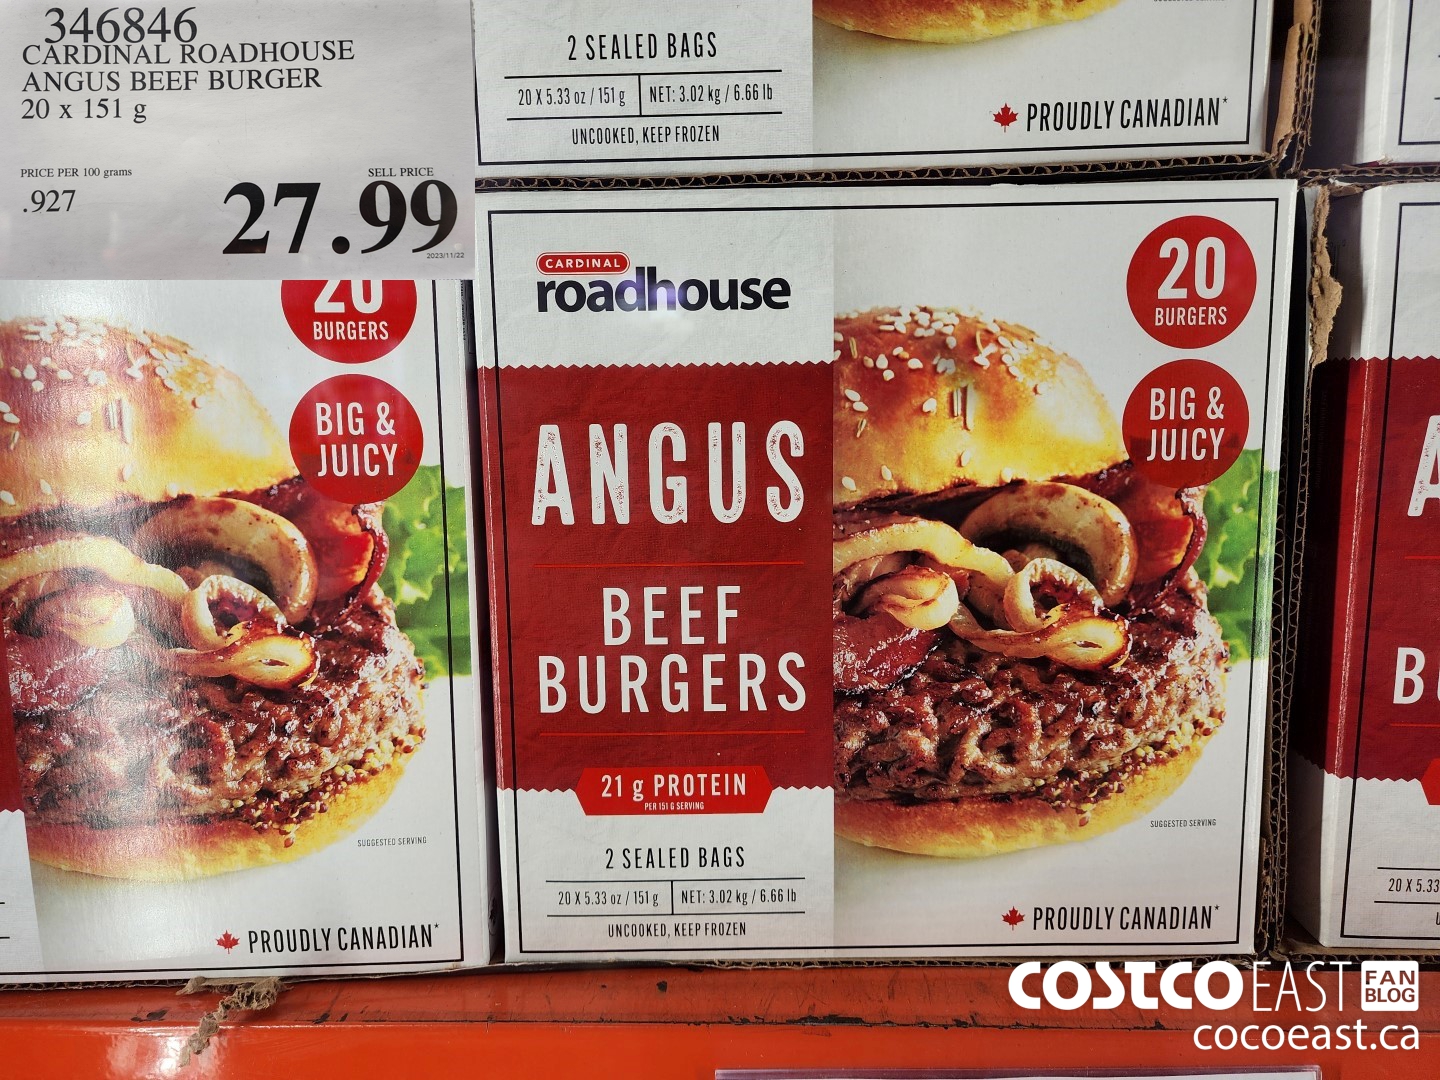 346846
CARDINAL ROADHOUSE
ANGUS BEEF BURGER
20 x 151 g
PRICE PER 100 grams
.927
SELL PRICE
27.99
2023/11/22
2 SEALED BAGS
20 X 5.33 oz / 151 g NET: 3.02 kg / 6.66 lb
UNCOOKED, KEEP FROZEN
PROUDLY CANADIAN*
20
BURGERS
BIG &
JUICY
SUGGESTED SERVING
PROUDLY CANADIAN*
CARDINAL
roadhouse
ANGUS
BEEF
BURGERS
21 g PROTEIN
PER 151 G SERVING
2 SEALED BAGS
20 X 5.33 oz / 151 g NET: 3.02 kg / 6.66 lb
UNCOOKED, KEEP FROZEN
20
BURGERS
BIG &
JUICY
SUGGESTED SERVING
PROUDLY CANADIAN*
20 X 5.33
COSTCO EAST FAN BLOG
cocoeast.ca